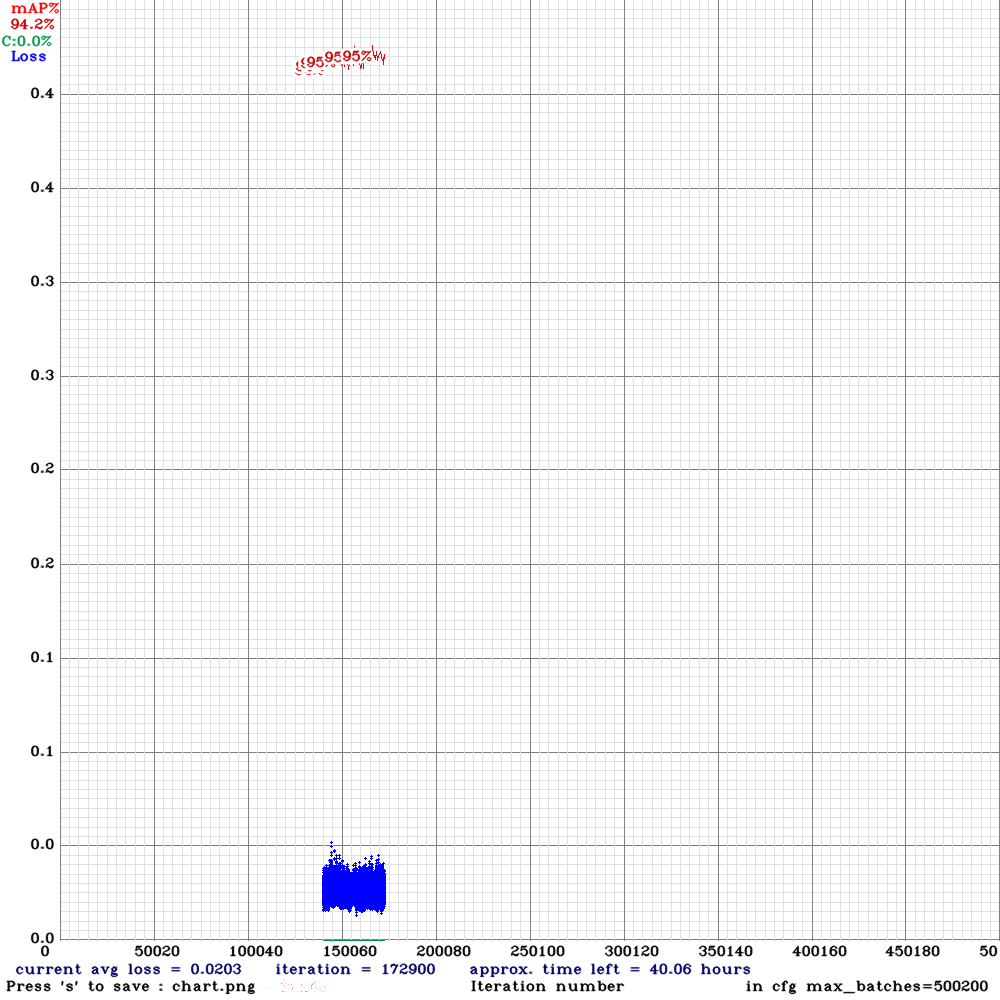 mAP%
94.2%
C:0.0%
Loss
95 95 95%
0.4
0.4
0.3
0.3
0.2
0.2
0.1
0.1
0.0
0.0
0 50020 100040 150060 200080 250100 300120 350140 400160 450180 50
current avg loss = 0.0203 iteration = 172900 approx. time left = 40.06 hours
Press 's' to save : chart.png Iteration number in cfg max_batches=500200